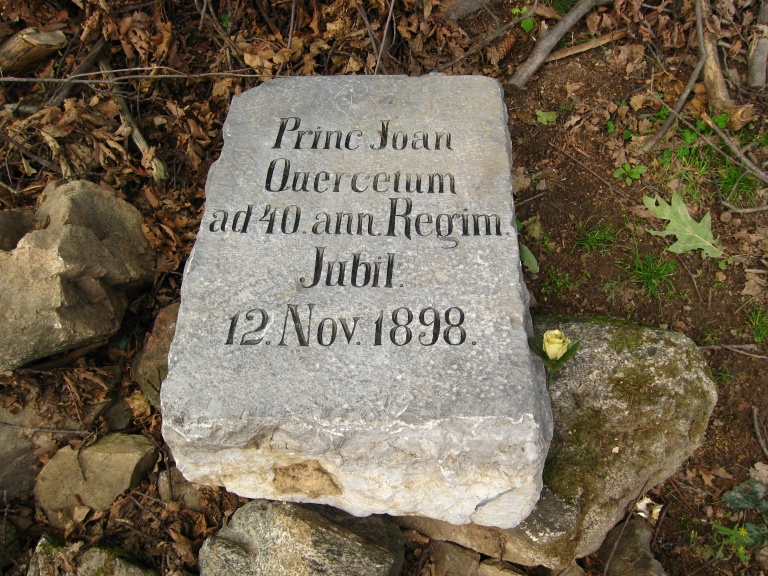 Princ Joan
Quercetum
ad 40. ann. Regim.
Jubil.
12. Nov. 1898.